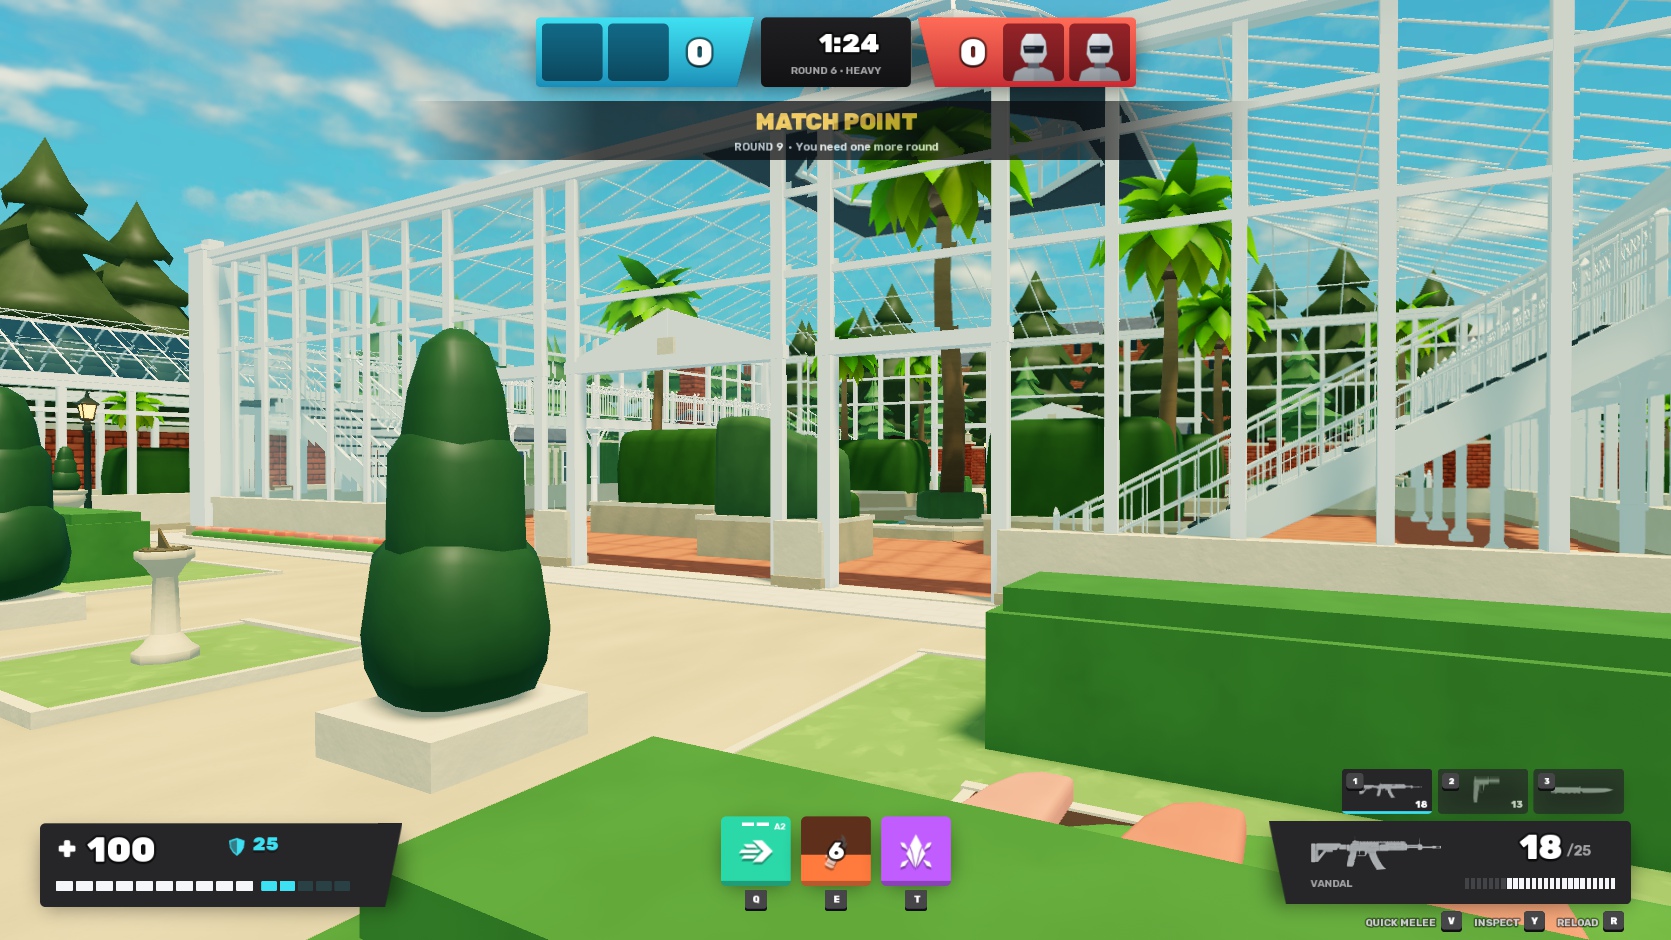 0
1:24
ROUND 6 · HEAVY
0
MATCH POINT
ROUND 9 · You need one more round
1
18
2
13
3
+ 100
25
A2
6
Q
E
T
18 /25
VANDAL
QUICK MELEE V
INSPECT Y
RELOAD R